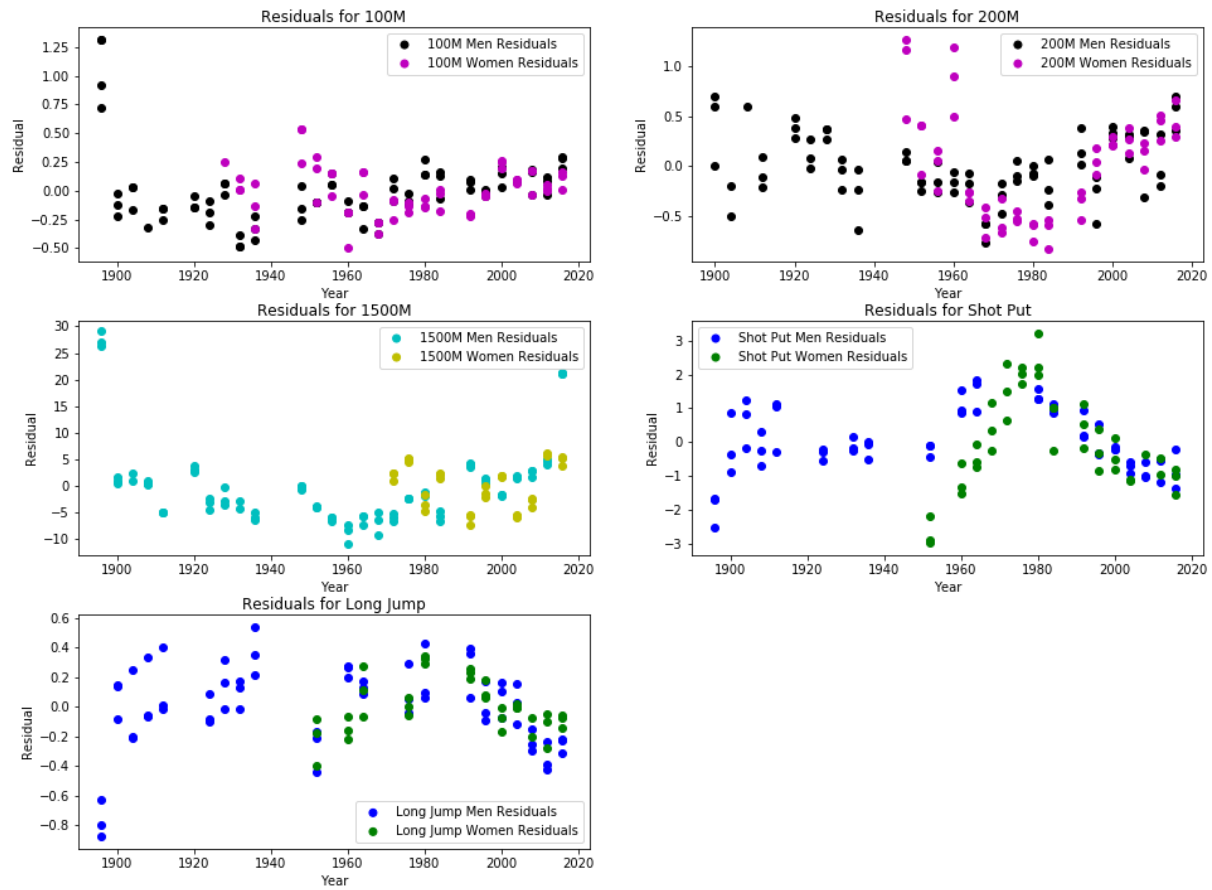 Residuals for 100M
1.25
1.00
0.75
0.50
0.25
0.00
−0.25
−0.50
Residual
100M Men Residuals
100M Women Residuals
1900 1920 1940 1960 1980 2000 2020
Year
Residuals for 200M
1.0
0.5
0.0
−0.5
Residual
200M Men Residuals
200M Women Residuals
1900 1920 1940 1960 1980 2000 2020
Year
Residuals for 1500M
30
25
20
15
10
5
0
−5
−10
Residual
1500M Men Residuals
1500M Women Residuals
1900 1920 1940 1960 1980 2000 2020
Year
Residuals for Shot Put
3
2
1
0
−1
−2
−3
Residual
Shot Put Men Residuals
Shot Put Women Residuals
1900 1920 1940 1960 1980 2000 2020
Year
Residuals for Long Jump
0.6
0.4
0.2
0.0
−0.2
−0.4
−0.6
−0.8
Residual
Long Jump Men Residuals
Long Jump Women Residuals
1900 1920 1940 1960 1980 2000 2020
Year